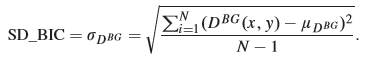 SD_BIC = σ_{D^{BG}} = \sqrt{\frac{\sum_{i=1}^{N} (D^{BG}(x, y) − μ_{D^{BG}})^2}{N − 1}}.